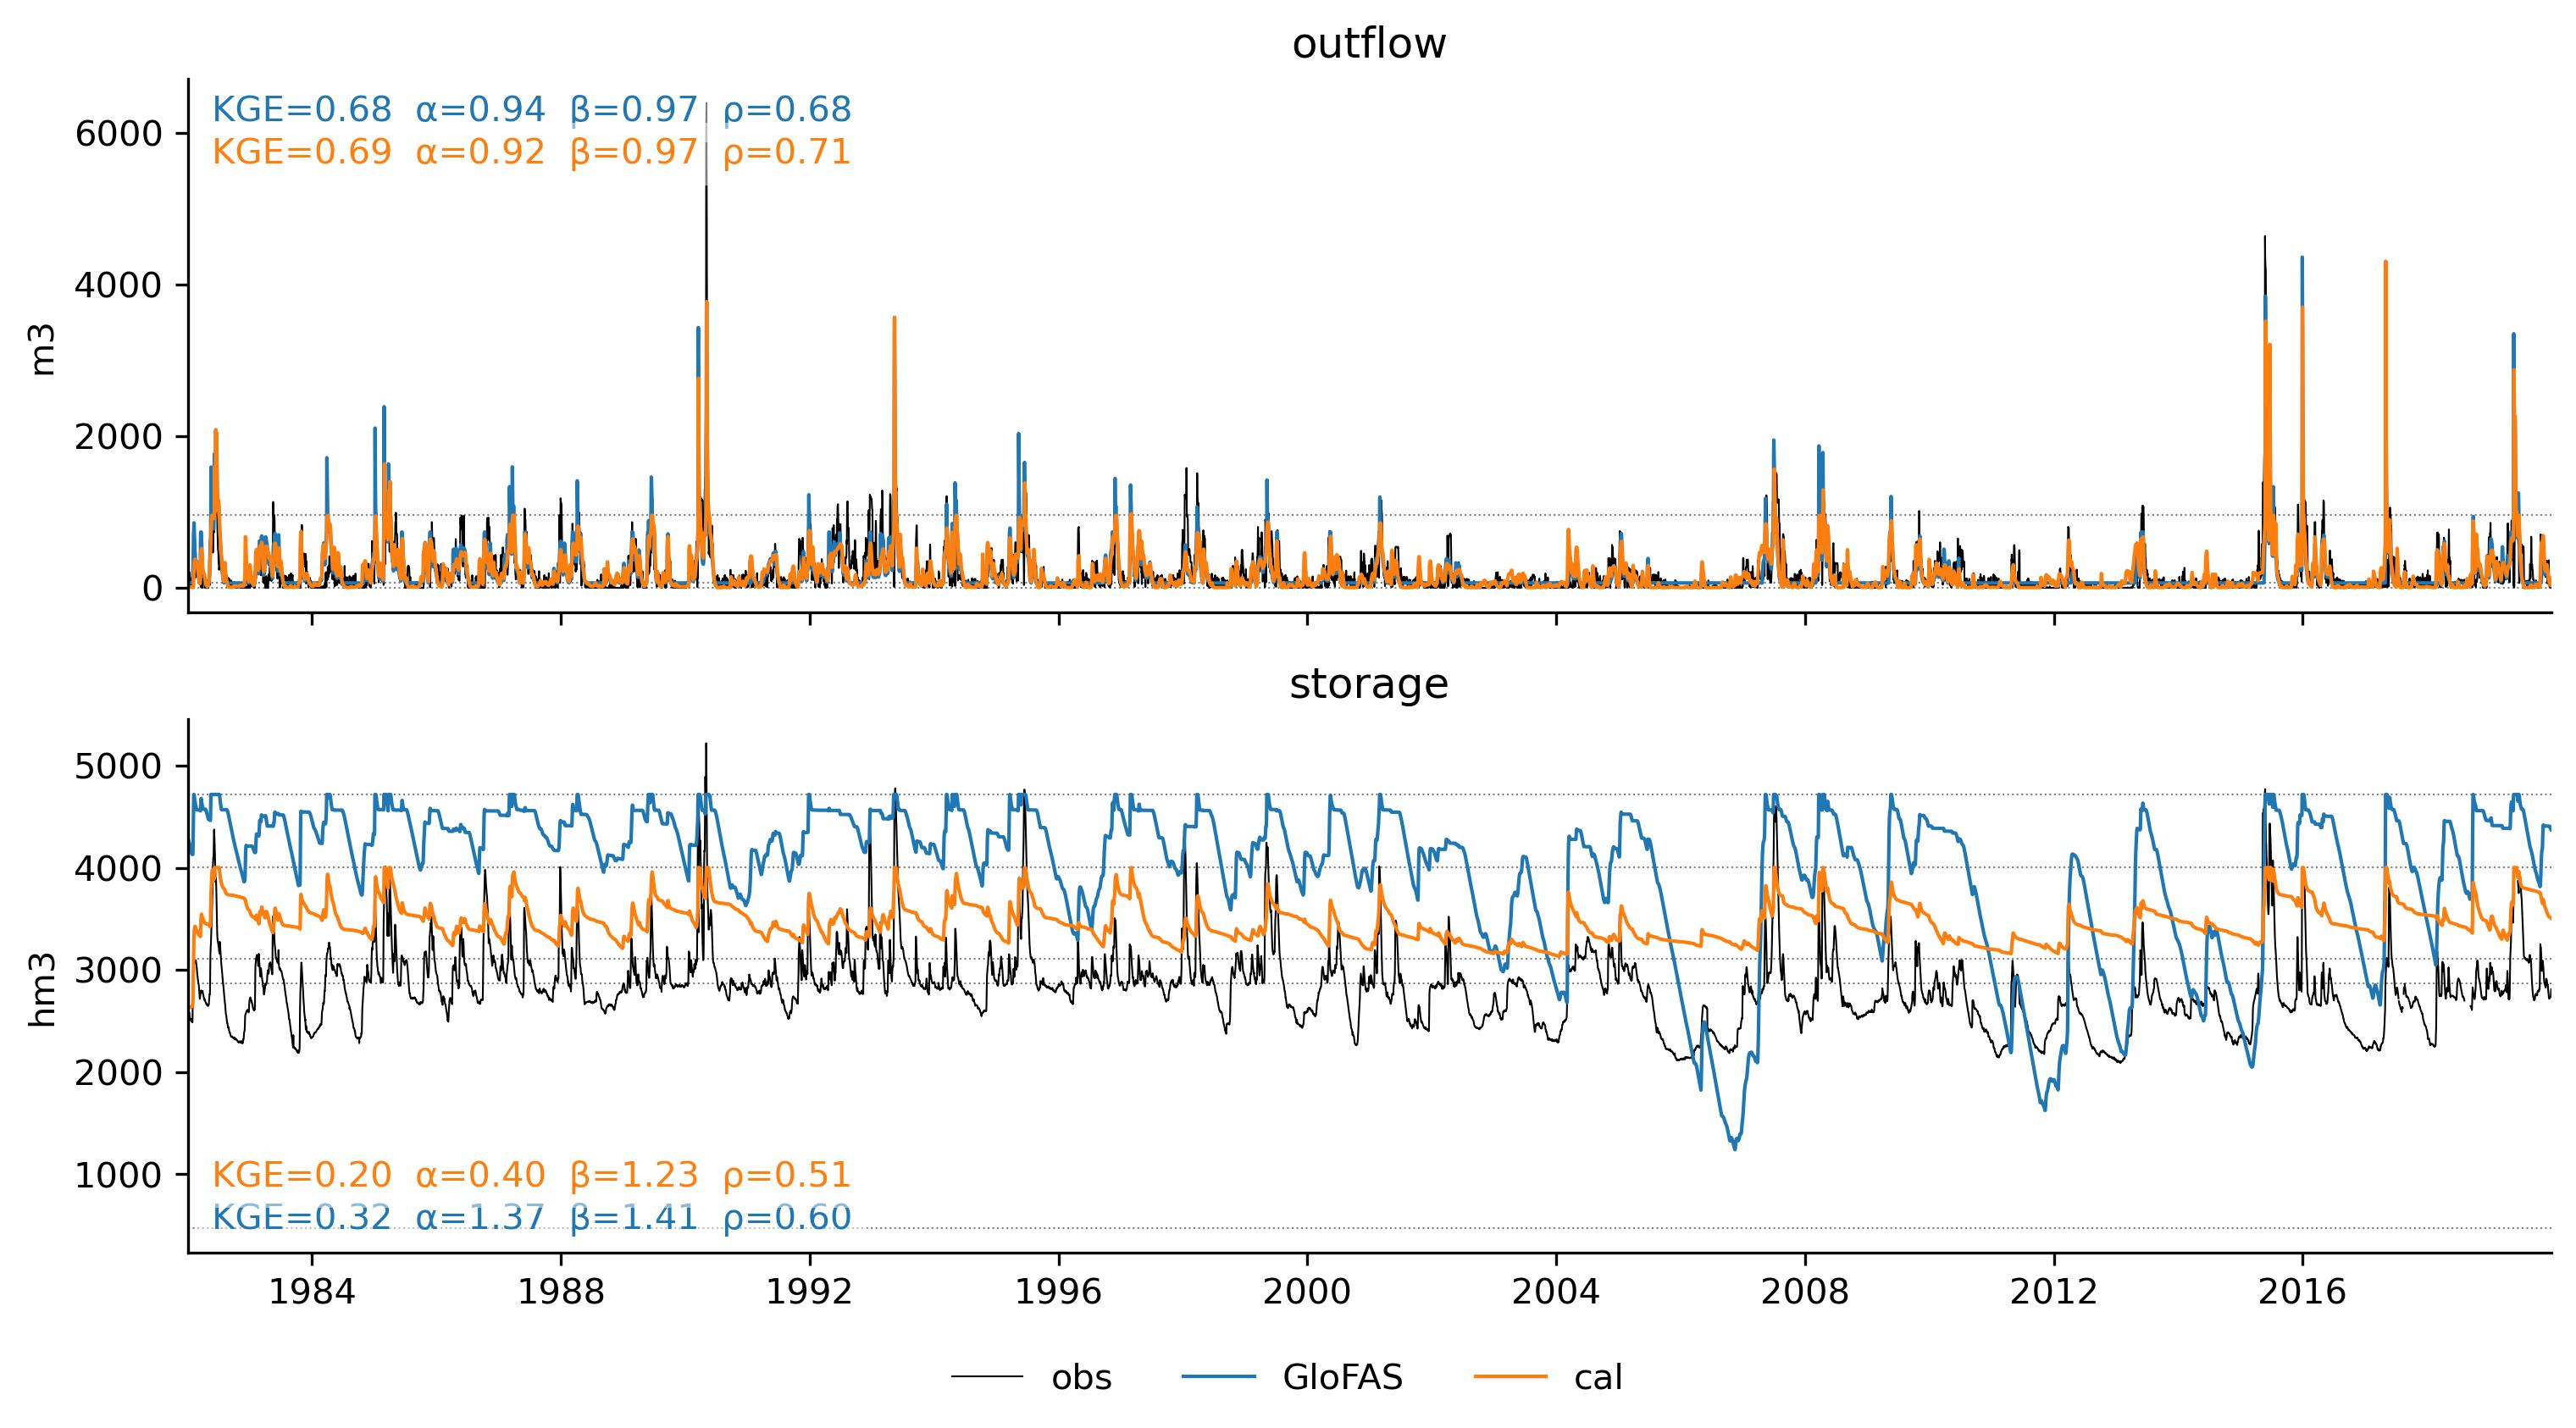 outflow
KGE=0.68 α=0.94 β=0.97 ρ=0.68
KGE=0.69 α=0.92 β=0.97 ρ=0.71
6000
4000
2000
0
m3
storage
5000
4000
3000
2000
1000
hm3
KGE=0.20 α=0.40 β=1.23 ρ=0.51
KGE=0.32 α=1.37 β=1.41 ρ=0.60
1984 1988 1992 1996 2000 2004 2008 2012 2016
obs GloFAS cal